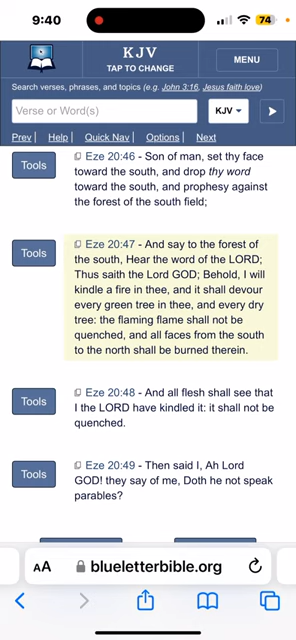 9:40
74
KJV
TAP TO CHANGE
MENU
Search verses, phrases, and topics (e.g. John 3:16, Jesus faith love)
Verse or Word(s)
KJV
Prev | Help | Quick Nav | Options | Next
Tools
Eze 20:46 - Son of man, set thy face
toward the south, and drop thy word
toward the south, and prophesy against
the forest of the south field;
Tools
Eze 20:47 - And say to the forest of
the south, Hear the word of the LORD;
Thus saith the Lord GOD; Behold, I will
kindle a fire in thee, and it shall devour
every green tree in thee, and every dry
tree: the flaming flame shall not be
quenched, and all faces from the south
to the north shall be burned therein.
Tools
Eze 20:48 - And all flesh shall see that
I the LORD have kindled it: it shall not be
quenched.
Tools
Eze 20:49 - Then said I, Ah Lord
GOD! they say of me, Doth he not speak
parables?
AA
blueletterbible.org